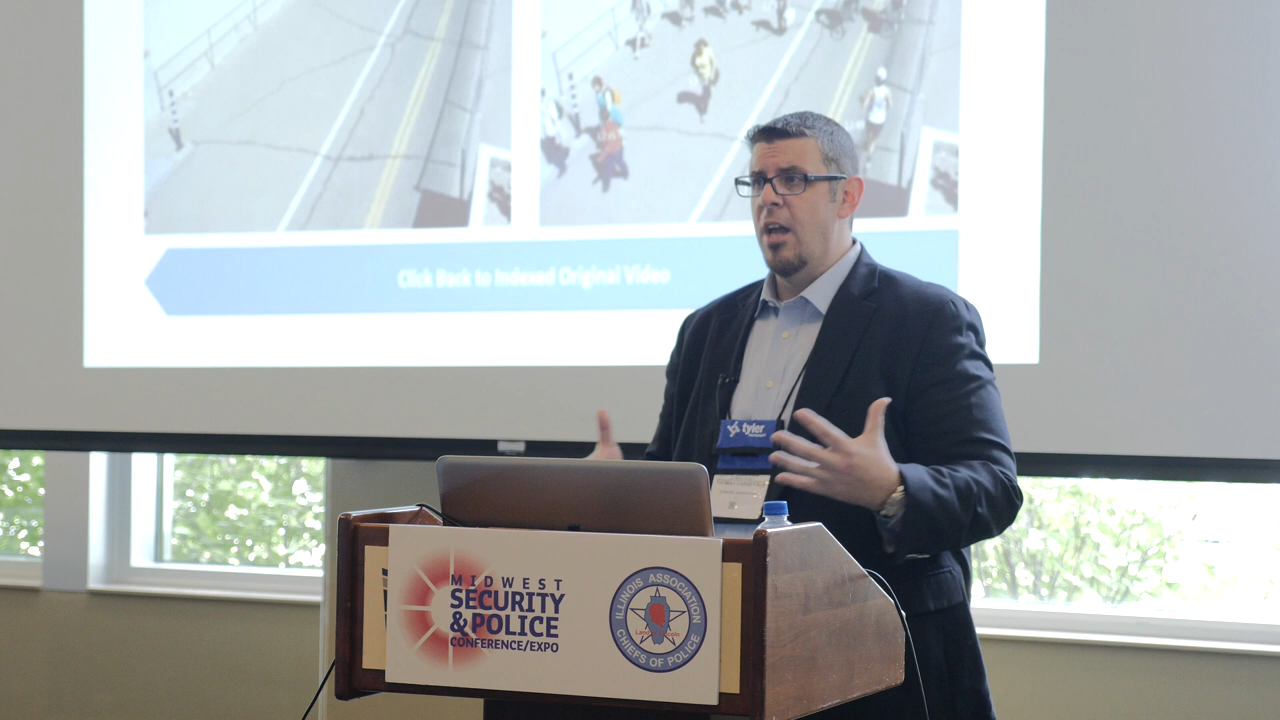 Click Back to Indexed Original Video
tyler
MIDWEST
SECURITY
&POLICE
CONFERENCE/EXPO
ILLINOIS ASSOCIATION
CHIEFS OF POLICE